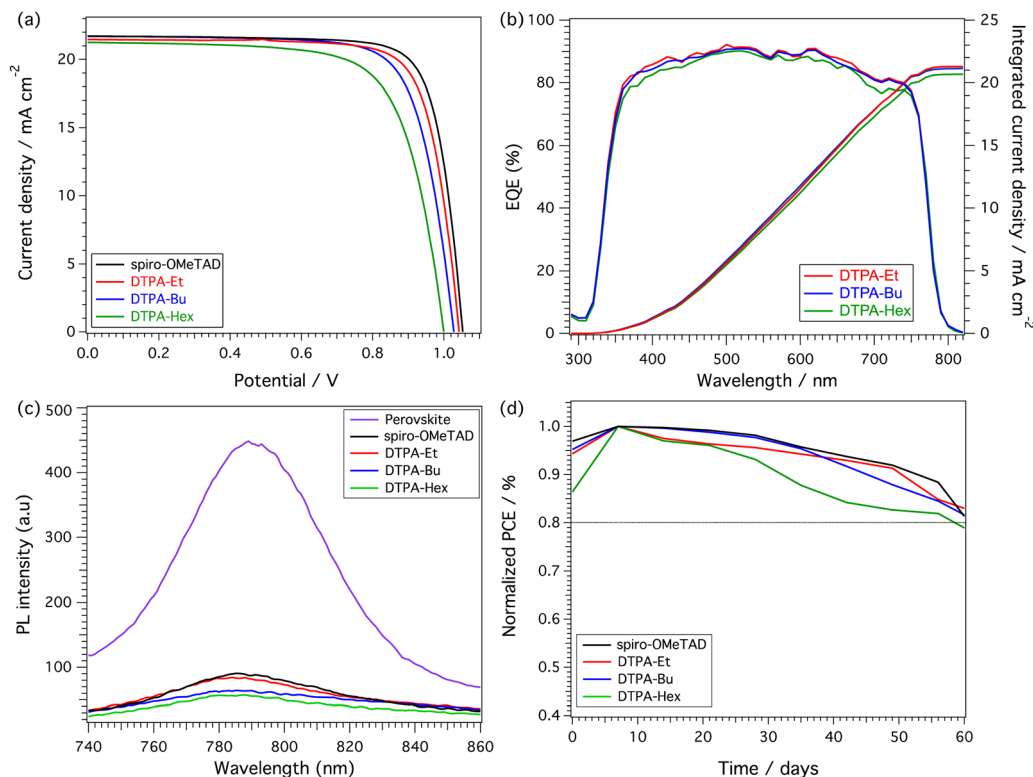 (a)
20
15
10
5
0
Current density / mA cm⁻²
spiro-OMeTAD
DTPA-Et
DTPA-Bu
DTPA-Hex
0.0 0.2 0.4 0.6 0.8 1.0
Potential / V
(b)
100
80
60
40
20
0
EQE (%)
25
20
15
10
5
0
Integrated current density / mA cm⁻²
DTPA-Et
DTPA-Bu
DTPA-Hex
300 400 500 600 700 800
Wavelength / nm
(c)
500
400
300
200
100
PL intensity (a.u)
Perovskite
spiro-OMeTAD
DTPA-Et
DTPA-Bu
DTPA-Hex
740 760 780 800 820 840 860
Wavelength (nm)
(d)
1.0
0.9
0.8
0.7
0.6
0.5
0.4
Normalized PCE / %
spiro-OMeTAD
DTPA-Et
DTPA-Bu
DTPA-Hex
0 10 20 30 40 50 60
Time / days